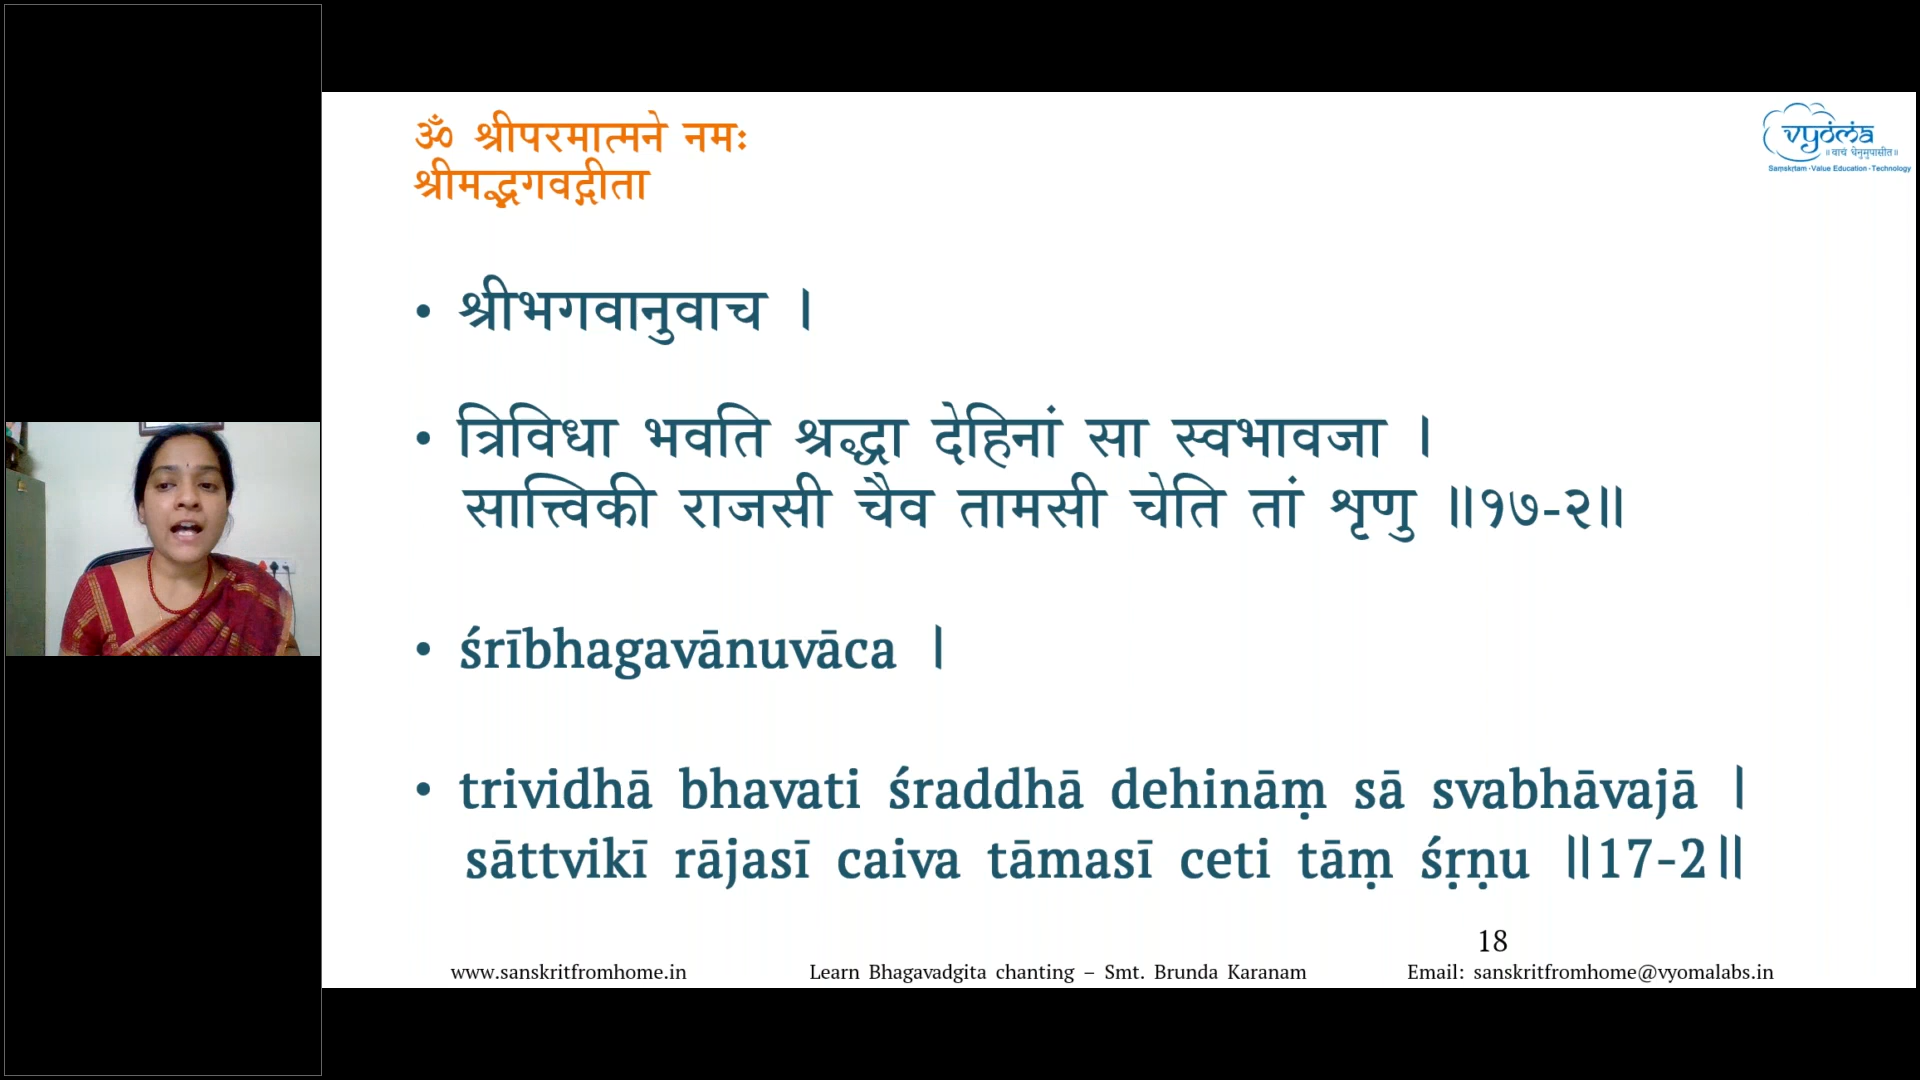 ॐ श्रीपरमात्मने नमः
श्रीमद्भगवद्गीता
vyoma
॥ वाचं धेनुमुपासीत॥
Saṃskṛtam · Value Education · Technology
• श्रीभगवानुवाच ।
• त्रिविधा भवति श्रद्धा देहिनां सा स्वभावजा ।
सात्त्विकी राजसी चैव तामसी चेति तां शृणु ॥१७-२॥
• śrībhagavānuvāca |
• trividhā bhavati śraddhā dehināṃ sā svabhāvajā |
sāttvikī rājasī caiva tāmasī ceti tāṃ śṛṇu ||17-2||
18
www.sanskritfromhome.in Learn Bhagavadgita chanting – Smt. Brunda Karanam Email: sanskritfromhome@vyomalabs.in